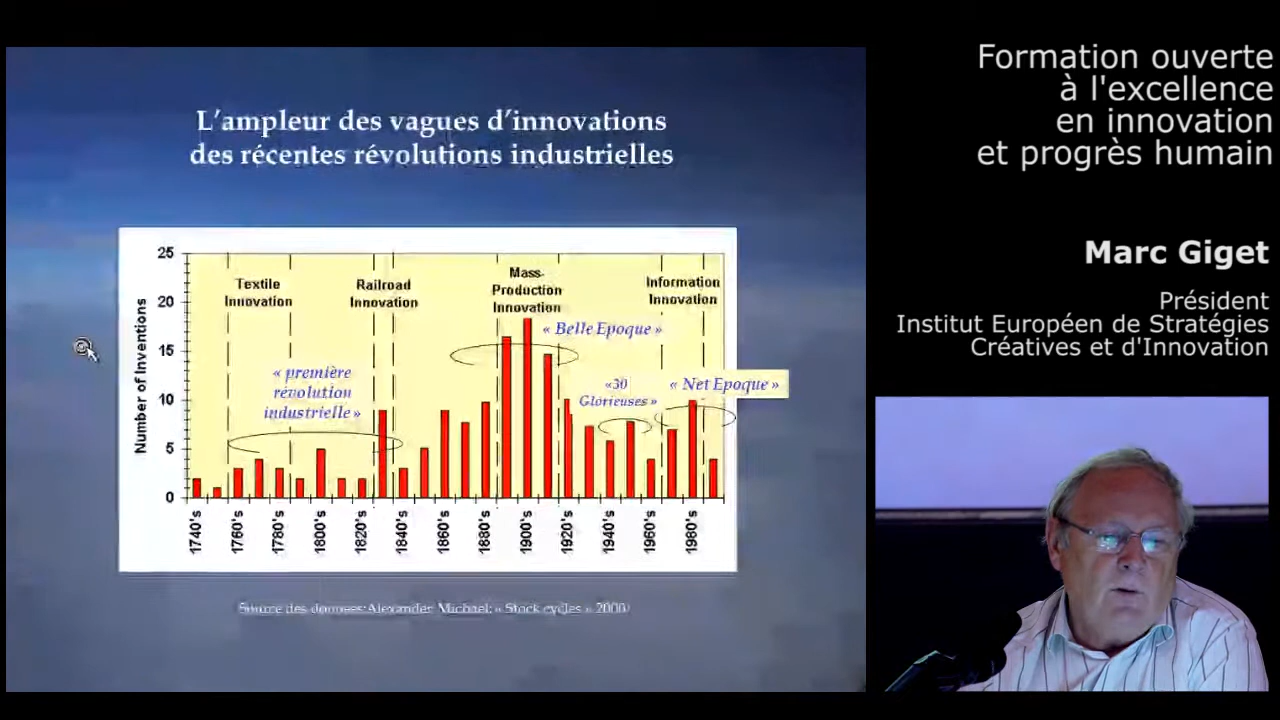 L'ampleur des vagues d'innovations
des récentes révolutions industrielles
25
20
15
10
5
0
Number of Inventions
Textile
Innovation
Railroad
Innovation
Mass-
Production
Innovation
Information
Innovation
« Belle Epoque »
« première
révolution
industrielle »
«30
Glorieuses »
« Net Epoque »
1740's
1760's
1780's
1800's
1820's
1840's
1860's
1880's
1900's
1920's
1940's
1960's
1980's
Source des données: Alexander, Michael; « Stock cycles » 2000
Formation ouverte
à l'excellence
en innovation
et progrès humain
Marc Giget
Président
Institut Européen de Stratégies
Créatives et d'Innovation